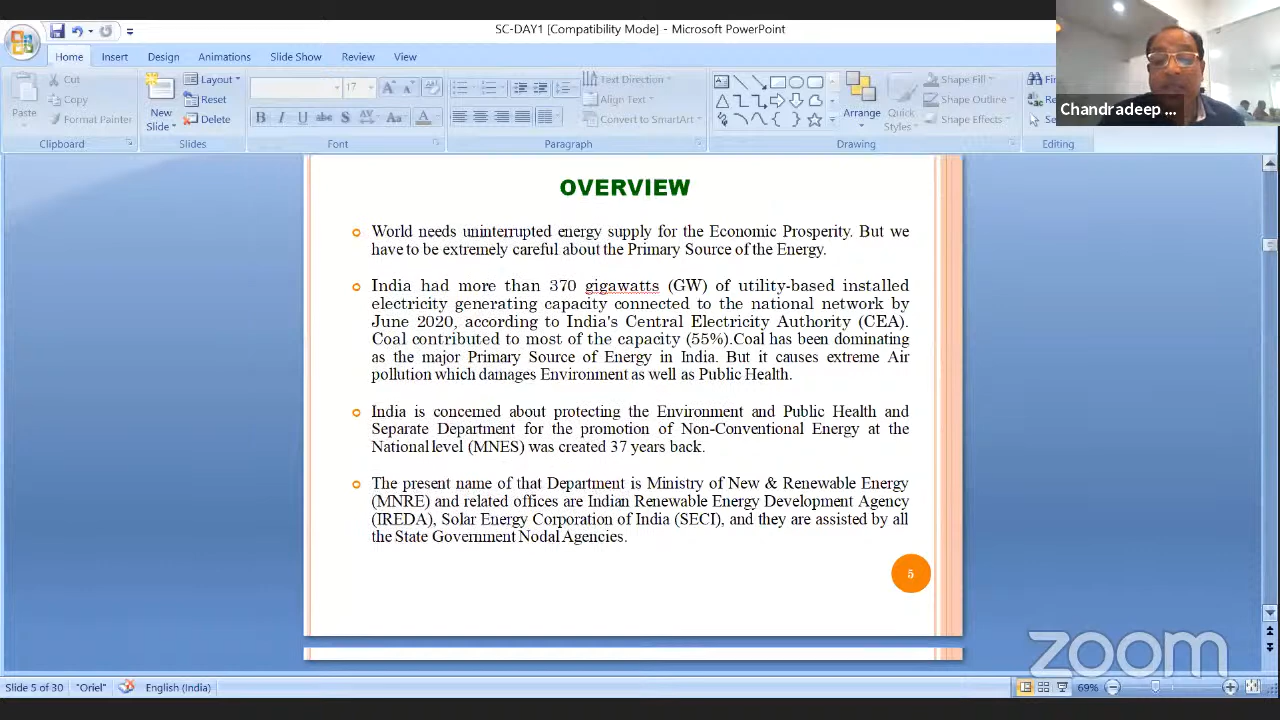 SC-DAY1 [Compatibility Mode] - Microsoft PowerPoint
Home Insert Design Animations Slide Show Review View
Paste
Cut
Copy
Format Painter
Clipboard
New
Slide
Layout
Reset
Delete
Slides
17
B I U abc S AV Aa A
Font
Text Direction
Align Text
Convert to SmartArt
Paragraph
Arrange
Quick
Styles
Shape Fill
Shape Outline
Shape Effects
Drawing
Editing
Chandradeep ...
OVERVIEW
World needs uninterrupted energy supply for the Economic Prosperity. But we
have to be extremely careful about the Primary Source of the Energy.
India had more than 370 gigawatts (GW) of utility-based installed
electricity generating capacity connected to the national network by
June 2020, according to India's Central Electricity Authority (CEA).
Coal contributed to most of the capacity (55%).Coal has been dominating
as the major Primary Source of Energy in India. But it causes extreme Air
pollution which damages Environment as well as Public Health.
India is concerned about protecting the Environment and Public Health and
Separate Department for the promotion of Non-Conventional Energy at the
National level (MNES) was created 37 years back.
The present name of that Department is Ministry of New & Renewable Energy
(MNRE) and related offices are Indian Renewable Energy Development Agency
(IREDA), Solar Energy Corporation of India (SECI), and they are assisted by all
the State Government Nodal Agencies.
5
zoom
Slide 5 of 30 "Oriel" English (India) 69%